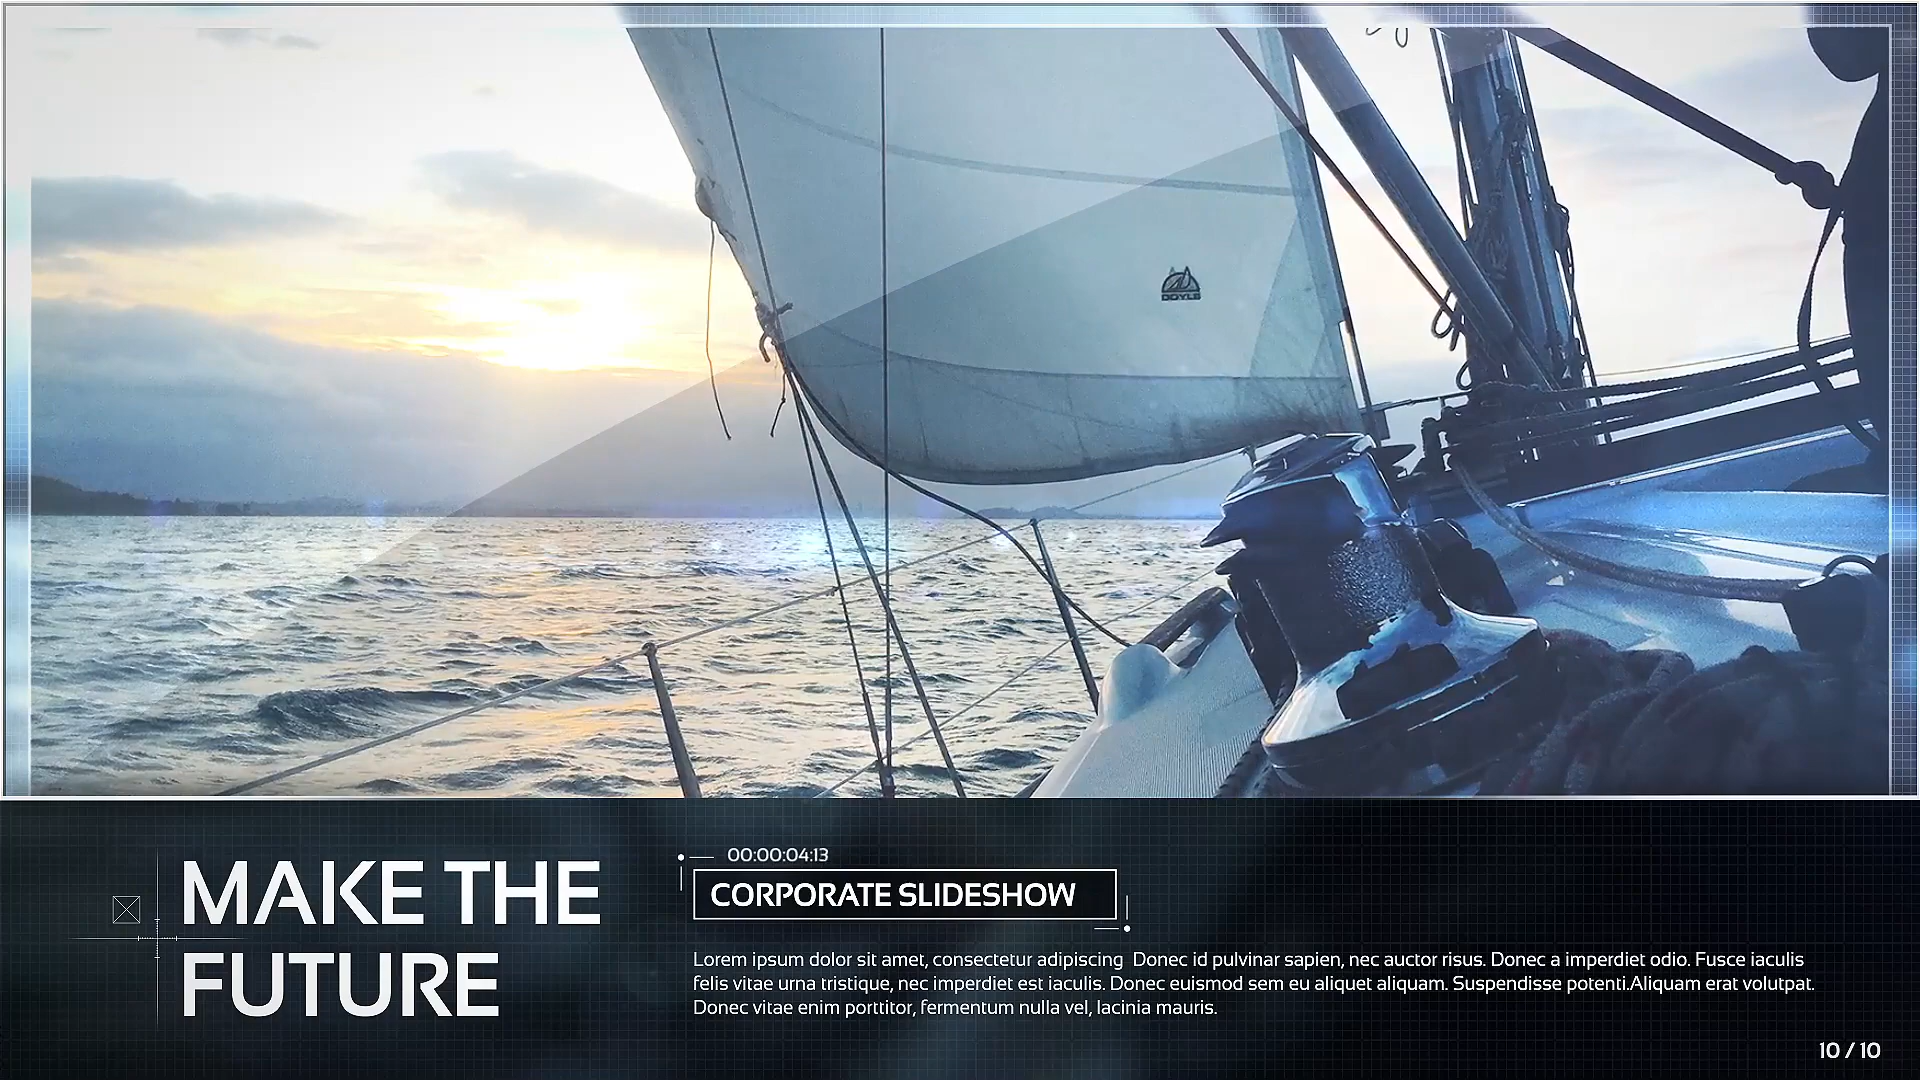 DOYLE
MAKE THE
FUTURE
00:00:04:13
CORPORATE SLIDESHOW
Lorem ipsum dolor sit amet, consectetur adipiscing  Donec id pulvinar sapien, nec auctor risus. Donec a imperdiet odio. Fusce iaculis
felis vitae urna tristique, nec imperdiet est iaculis. Donec euismod sem eu aliquet aliquam. Suspendisse potenti.Aliquam erat volutpat.
Donec vitae enim porttitor, fermentum nulla vel, lacinia mauris.
10 / 10